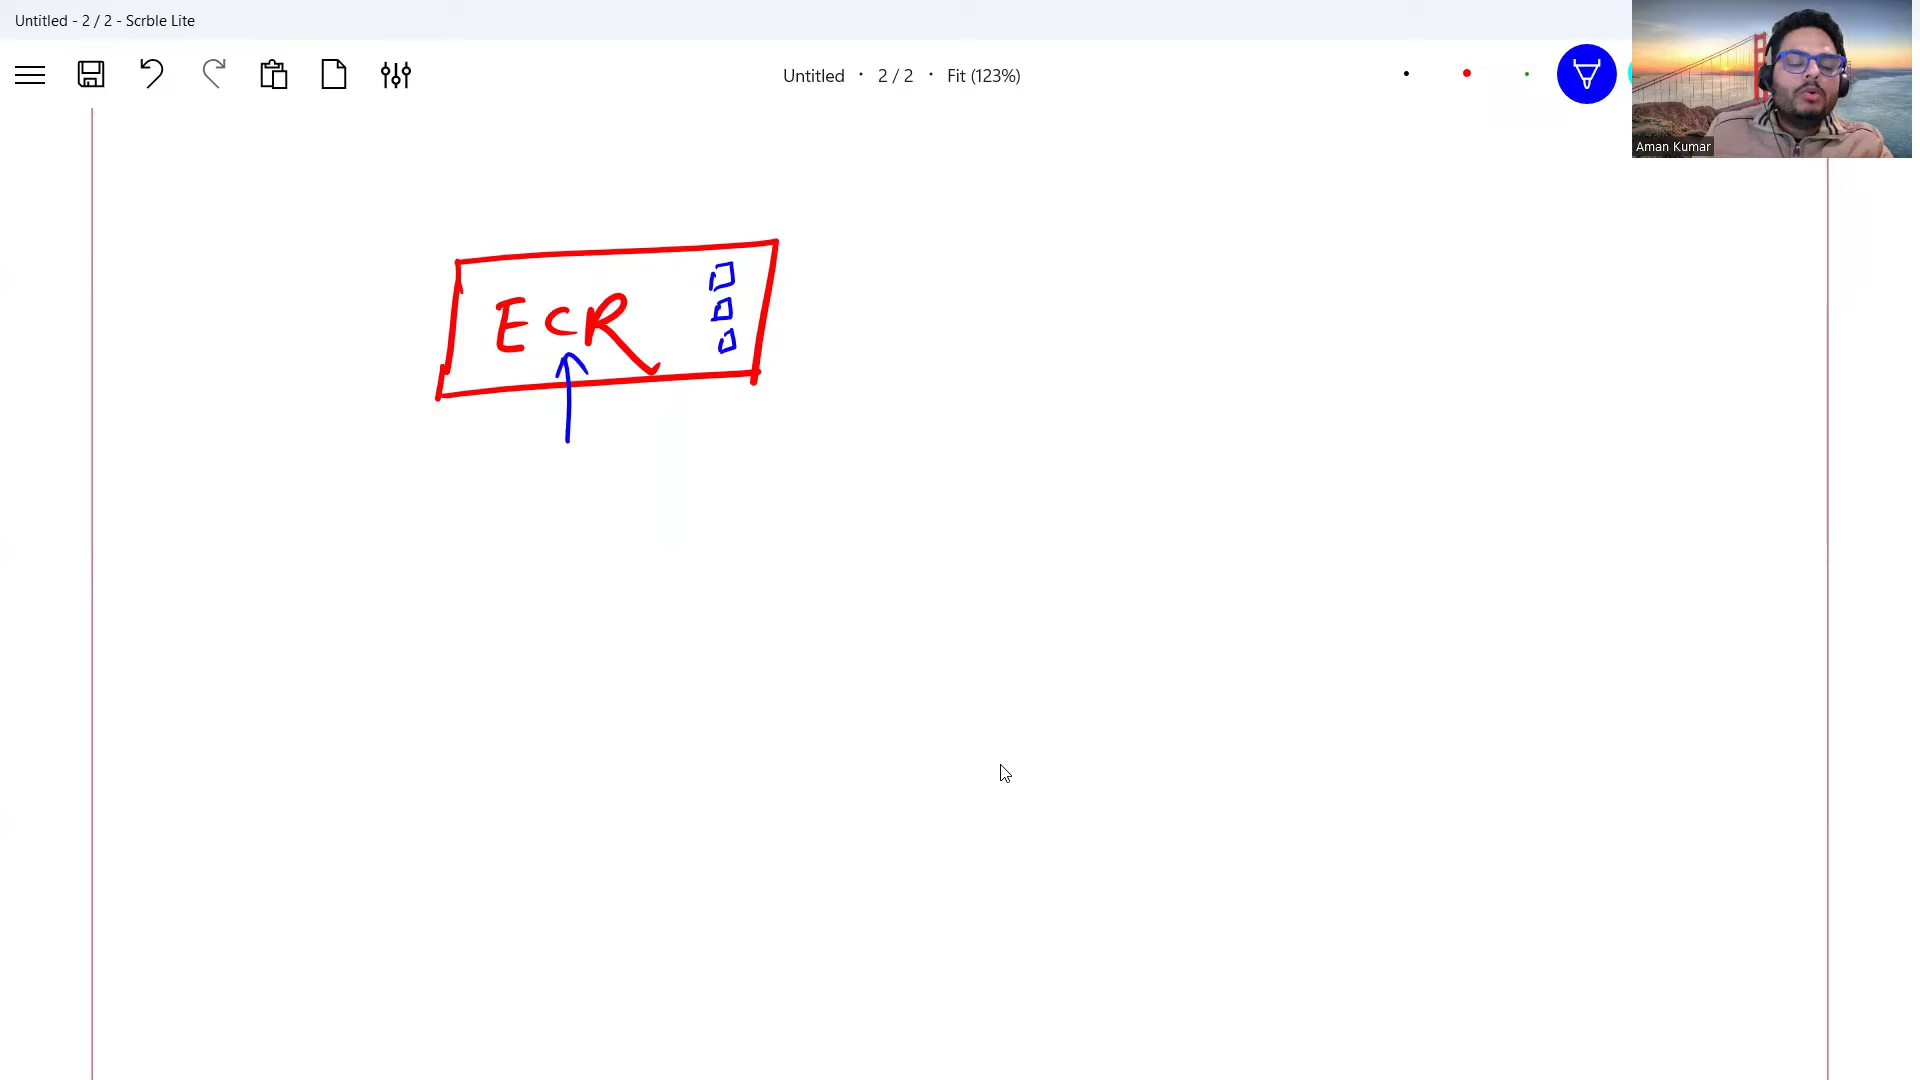 Untitled - 2 / 2 - Scrble Lite
Untitled · 2 / 2 · Fit (123%)
Aman Kumar
ECR